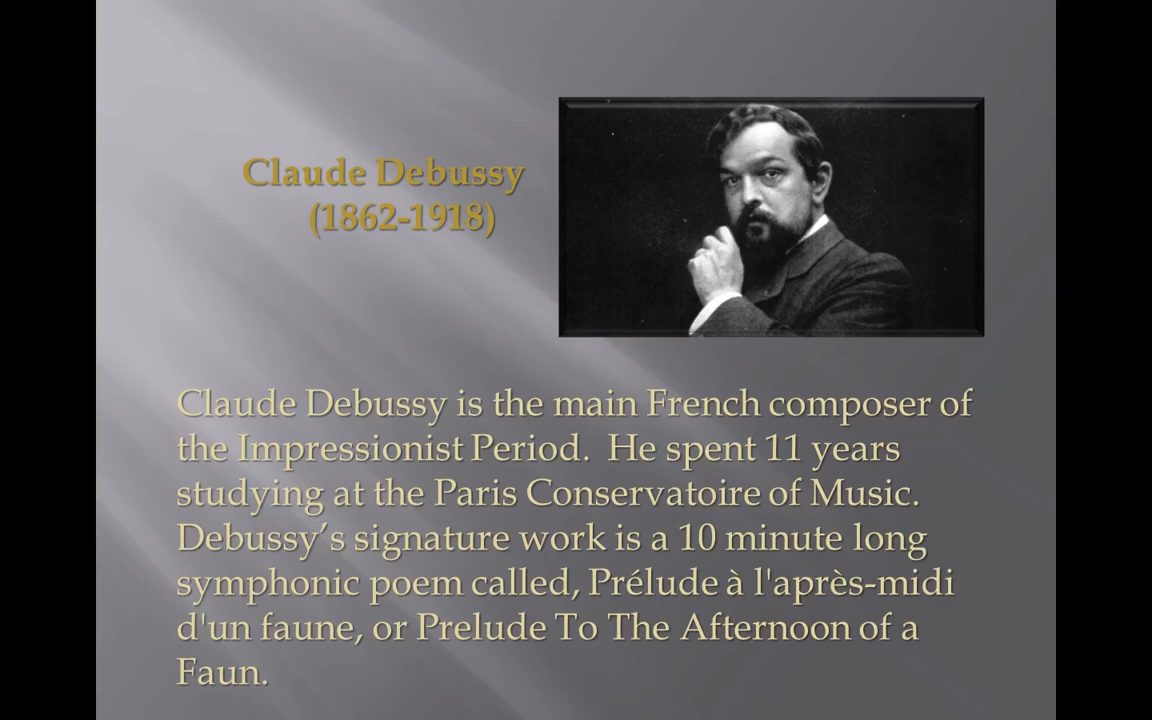 Claude Debussy
(1862-1918)
Claude Debussy is the main French composer of
the Impressionist Period.  He spent 11 years
studying at the Paris Conservatoire of Music.
Debussy’s signature work is a 10 minute long
symphonic poem called, Prélude à l'après-midi
d'un faune, or Prelude To The Afternoon of a
Faun.